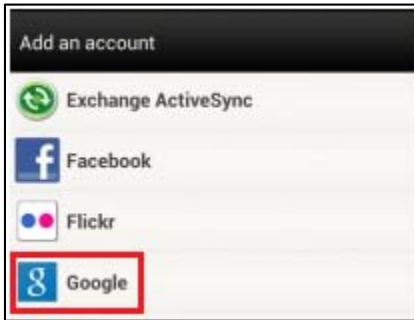 Add an account
Exchange ActiveSync
Facebook
Flickr
Google